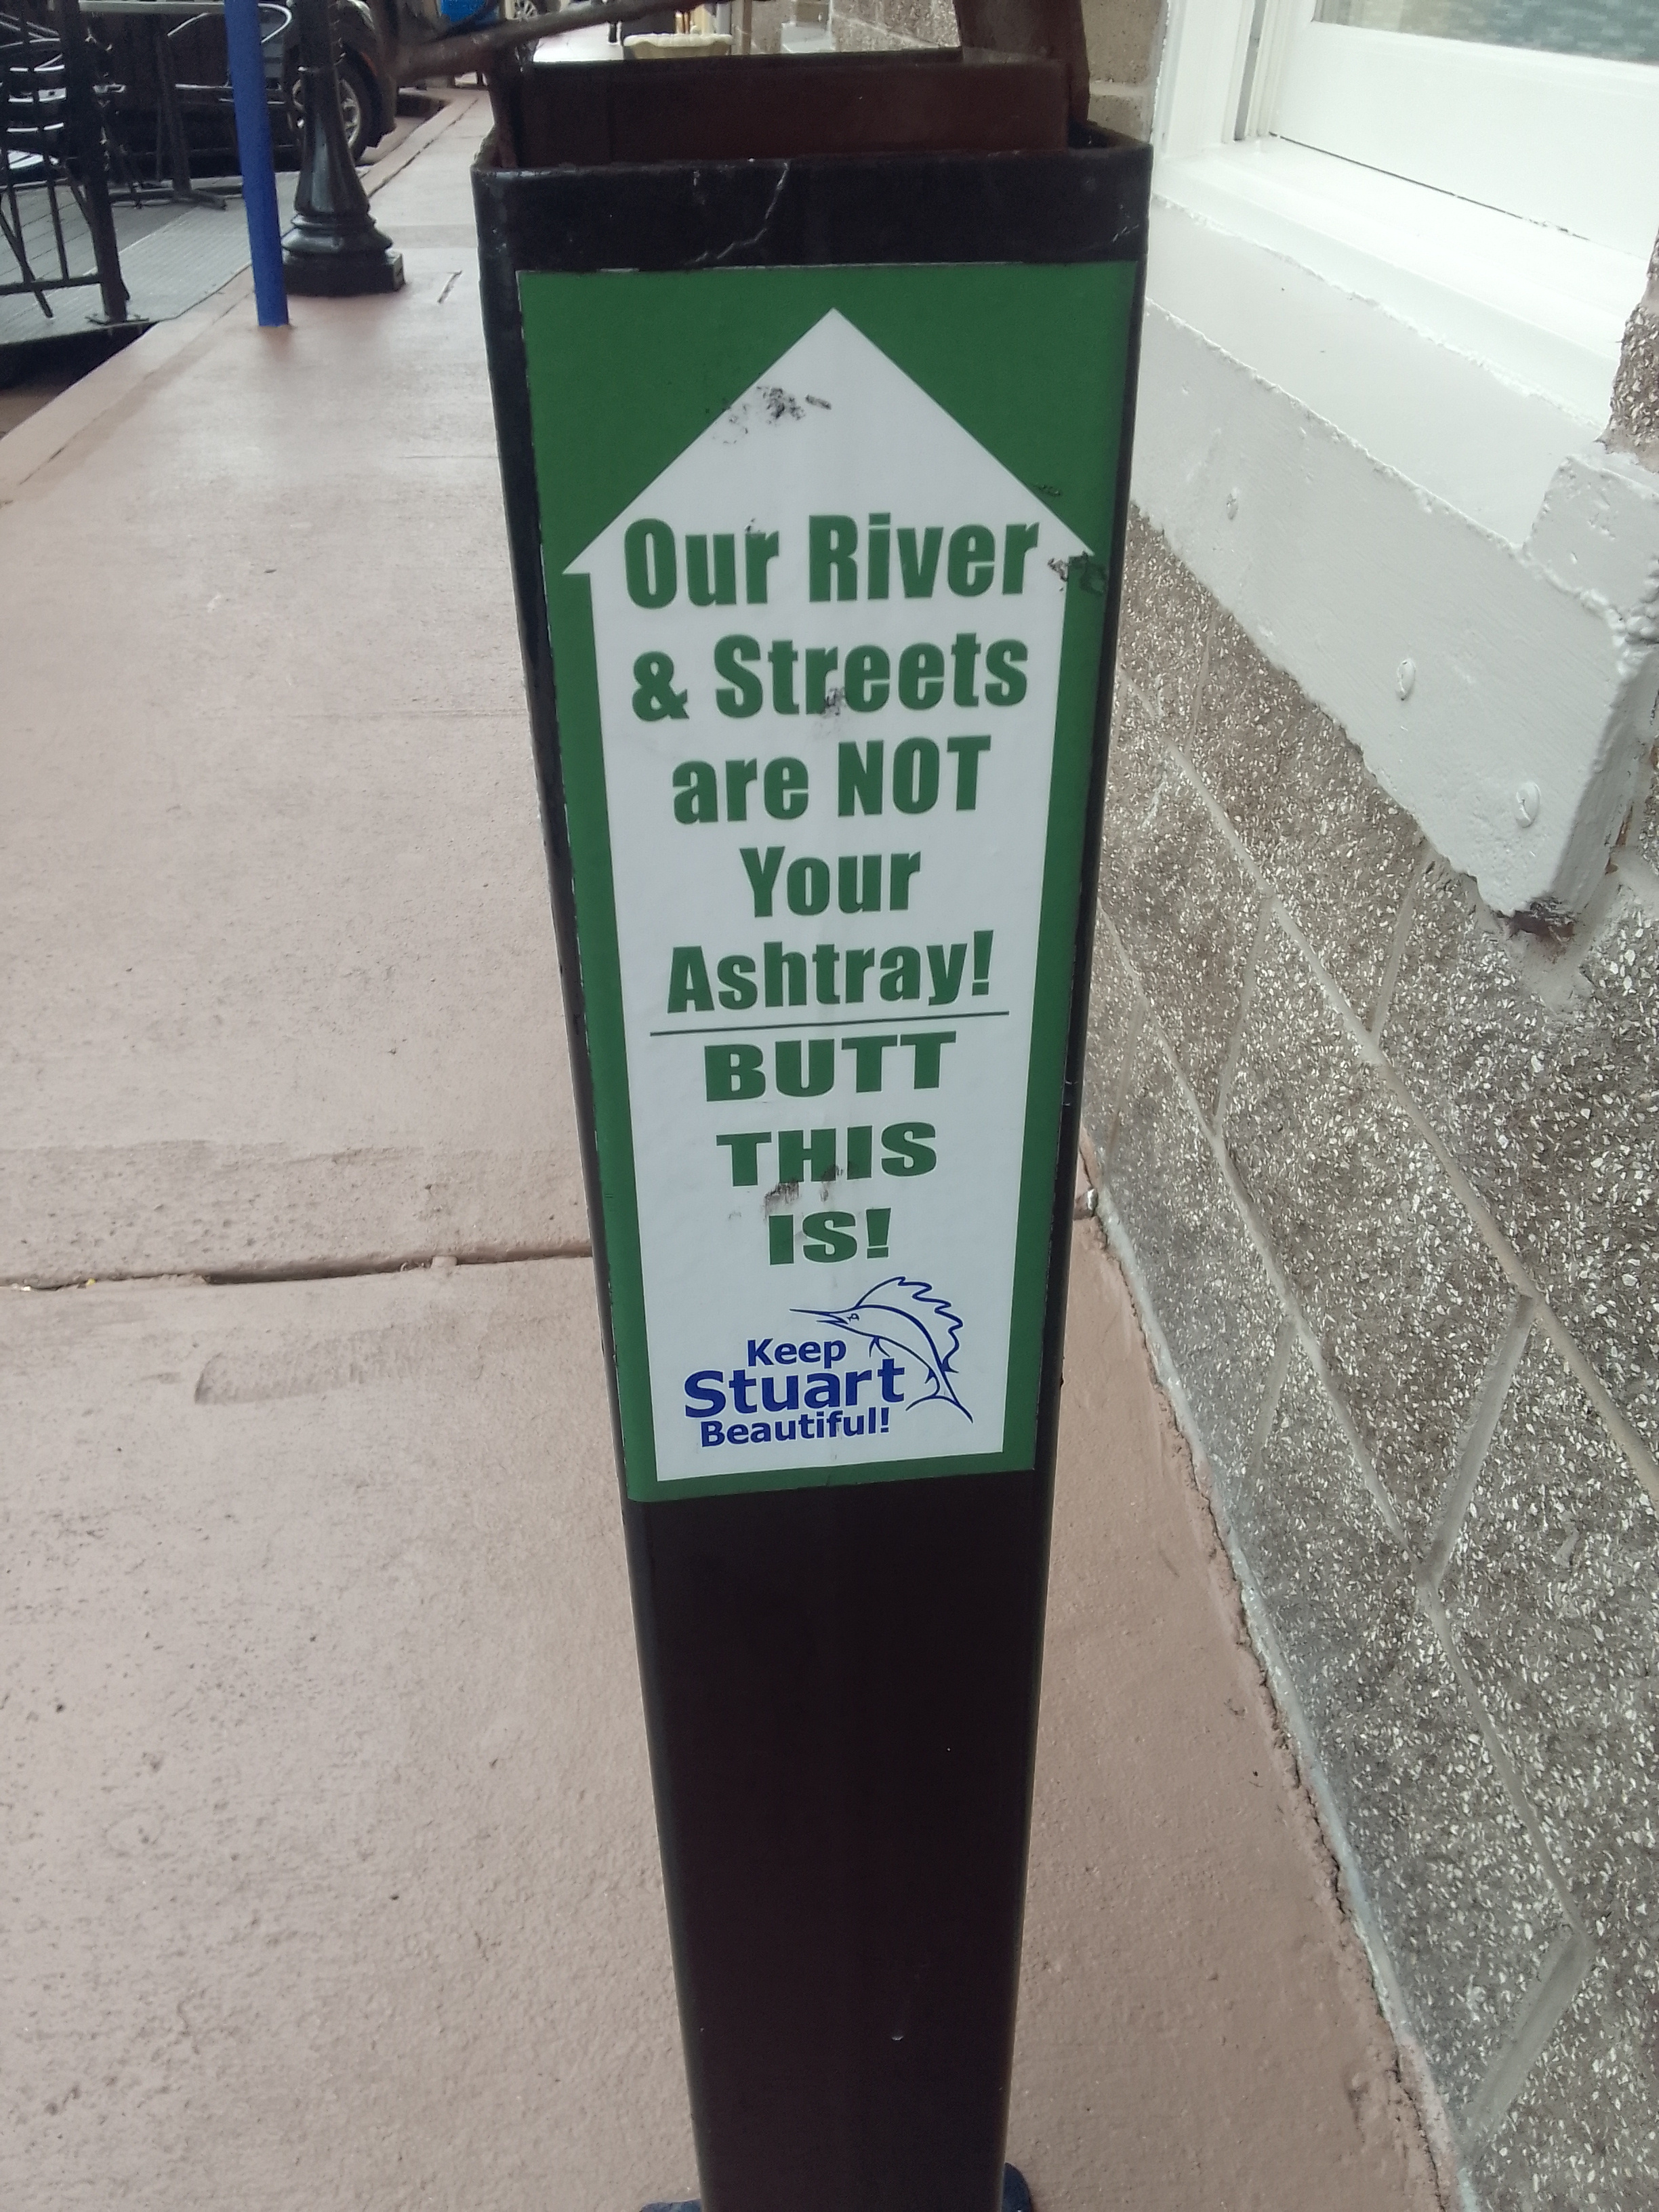 Our River
& Streets
are NOT
Your
Ashtray!
BUTT
THIS
IS!
Keep
Stuart
Beautiful!